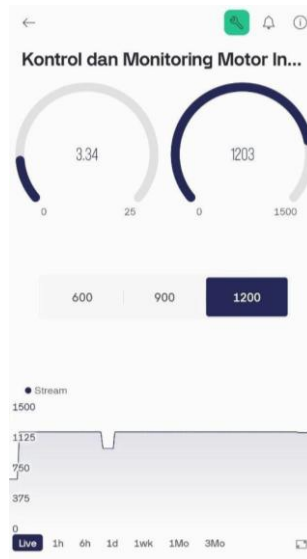 Kontrol dan Monitoring Motor In...
3.34
1203
0 25
0 1500
600 900 1200
Stream
1500
1125
750
375
0
Live 1h 6h 1d 1wk 1Mo 3Mo